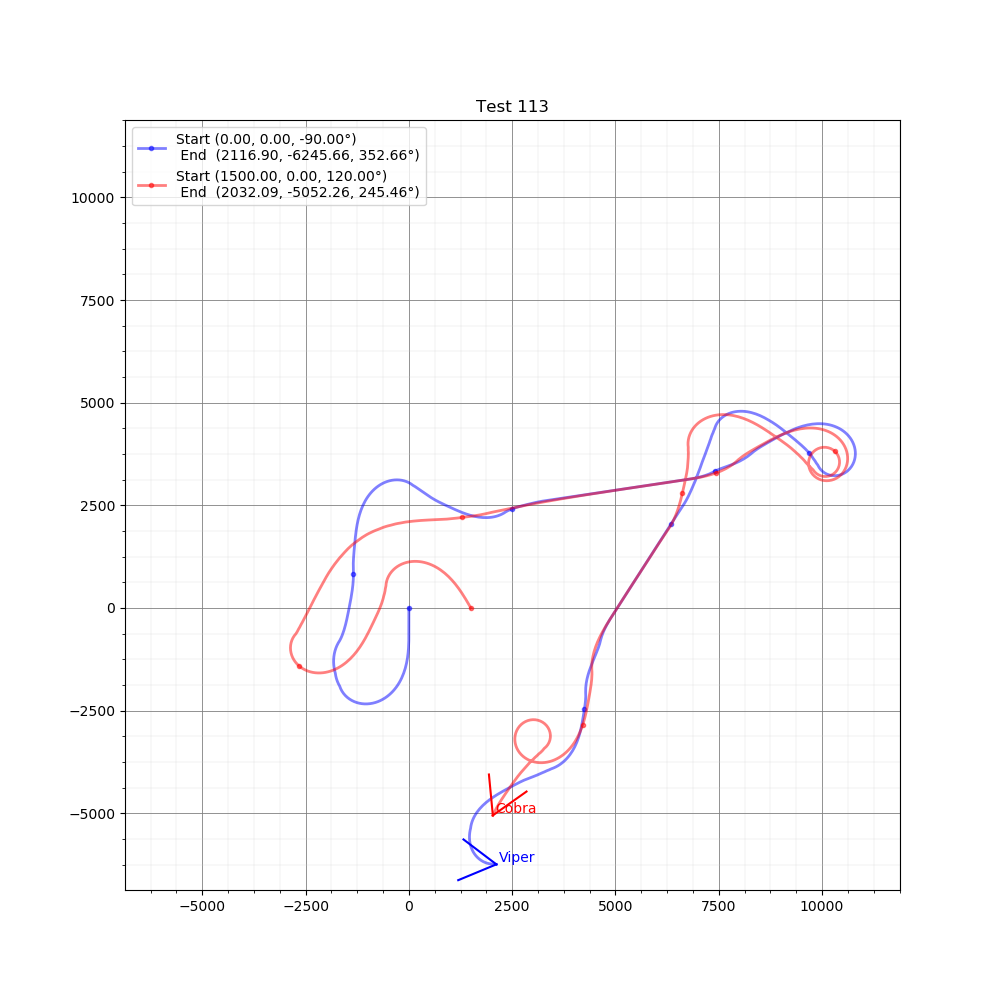 Test 113
Start (0.00, 0.00, -90.00°)
End (2116.90, -6245.66, 352.66°)
Start (1500.00, 0.00, 120.00°)
End (2032.09, -5052.26, 245.46°)
10000
7500
5000
2500
0
−2500
−5000
Cobra
Viper
−5000 −2500 0 2500 5000 7500 10000